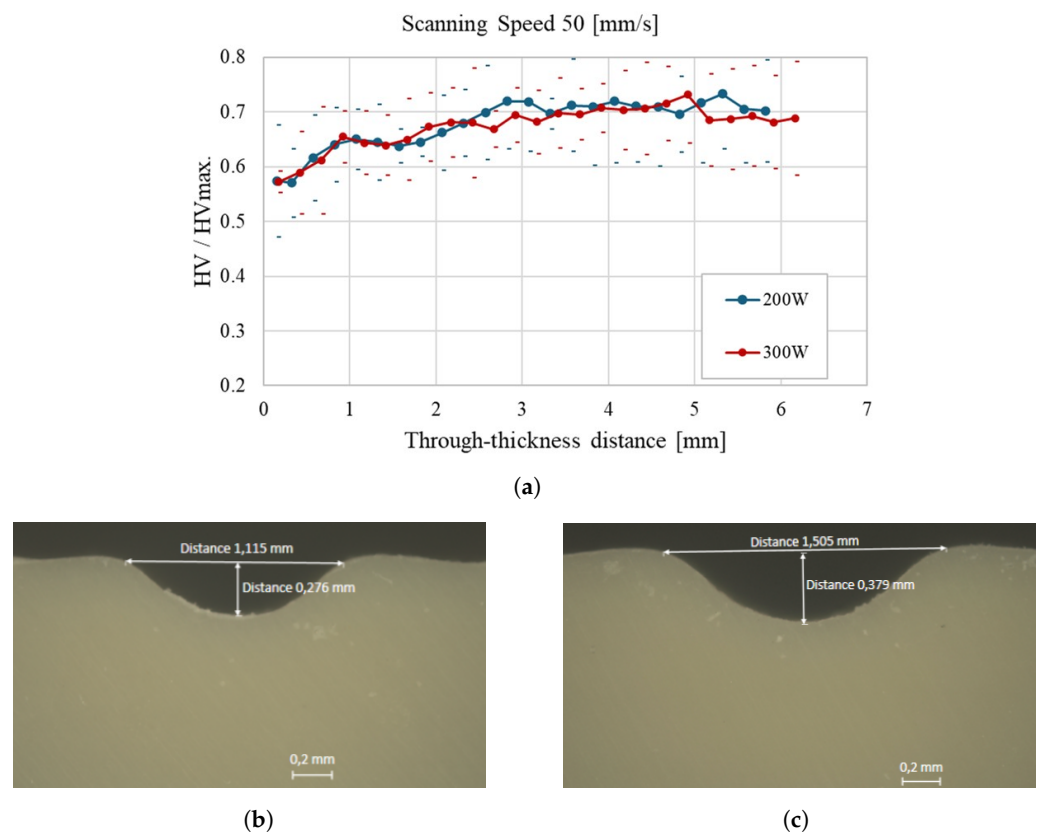 Scanning Speed 50 [mm/s]
0.8
0.7
0.6
0.5
0.4
0.3
0.2
HV / HVmax.
200W
300W
0 1 2 3 4 5 6 7
Through-thickness distance [mm]
(a)
Distance 1,115 mm
Distance 0,276 mm
0,2 mm
(b)
Distance 1,505 mm
Distance 0,379 mm
0,2 mm
(c)